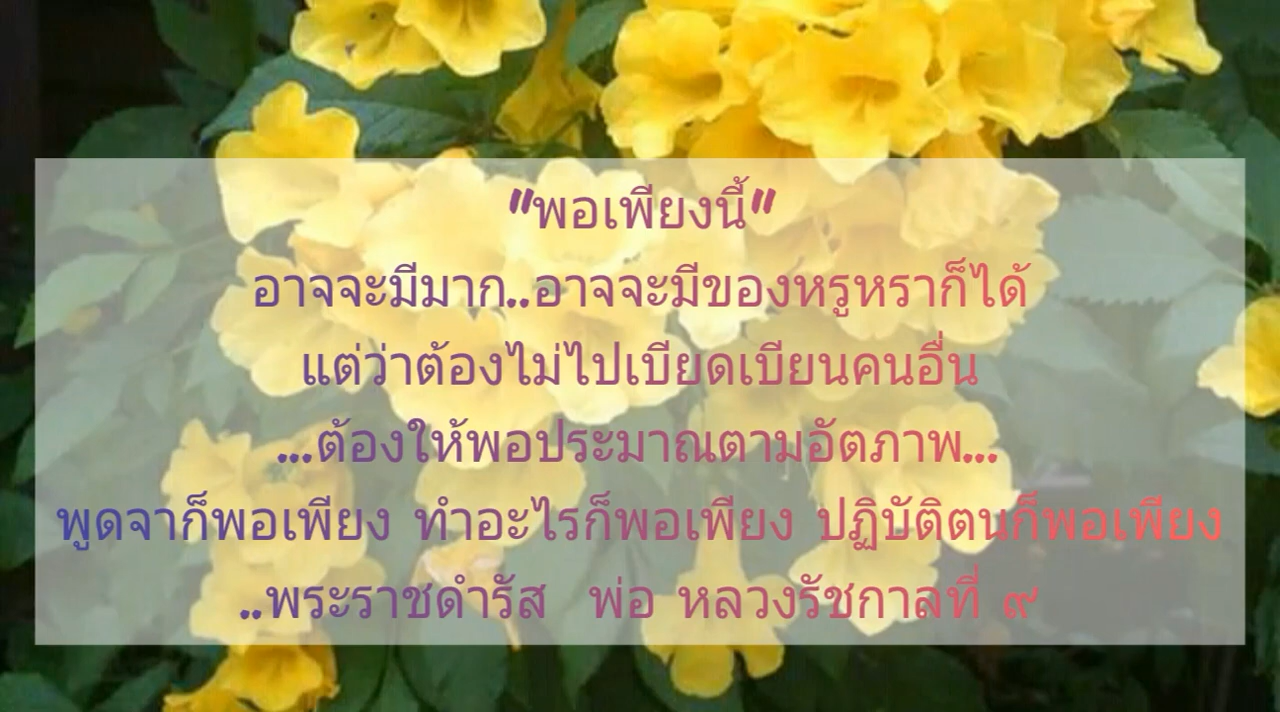 "พอเพียงนี้"
อาจจะมีมาก..อาจจะมีของหรูหราก็ได้
แต่ว่าต้องไม่ไปเบียดเบียนคนอื่น
...ต้องให้พอประมาณตามอัตภาพ...
พูดจาก็พอเพียง ทำอะไรก็พอเพียง ปฏิบัติตนก็พอเพียง
..พระราชดำรัส พ่อ หลวงรัชกาลที่ ๙